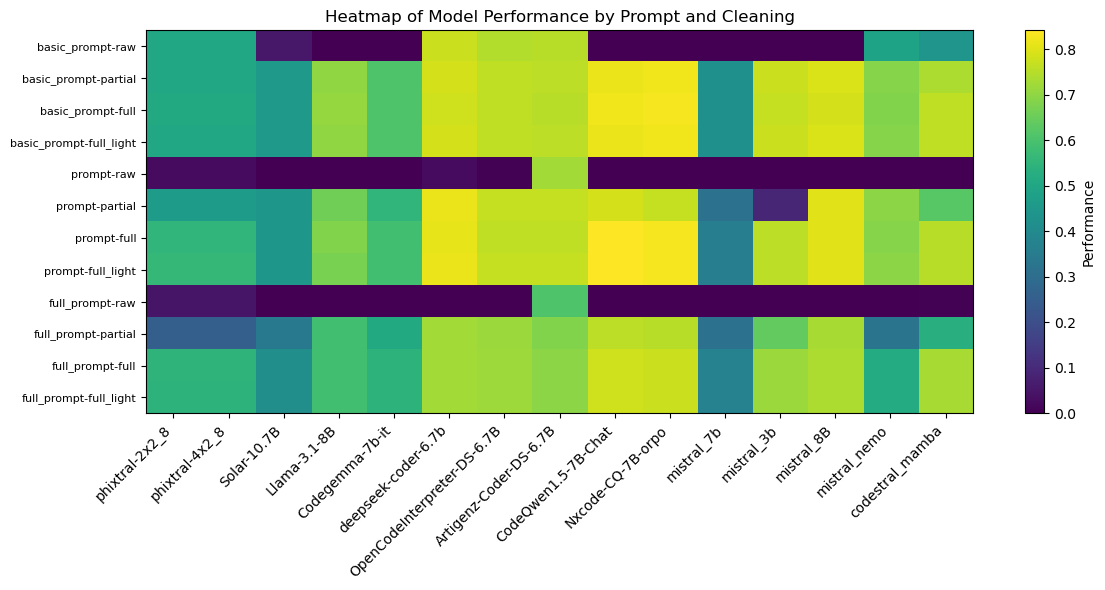 Heatmap of Model Performance by Prompt and Cleaning
basic_prompt-raw
basic_prompt-partial
basic_prompt-full
basic_prompt-full_light
prompt-raw
prompt-partial
prompt-full
prompt-full_light
full_prompt-raw
full_prompt-partial
full_prompt-full
full_prompt-full_light
phixtral-2x2_8
phixtral-4x2_8
Solar-10.7B
Llama-3.1-8B
Codegemma-7b-it
deepseek-coder-6.7b
OpenCodeInterpreter-DS-6.7B
Artigenz-Coder-DS-6.7B
CodeQwen1.5-7B-Chat
Nxcode-CQ-7B-orpo
mistral_7b
mistral_3b
mistral_8B
mistral_nemo
codestral_mamba
0.8
0.7
0.6
0.5
0.4
0.3
0.2
0.1
0.0
Performance